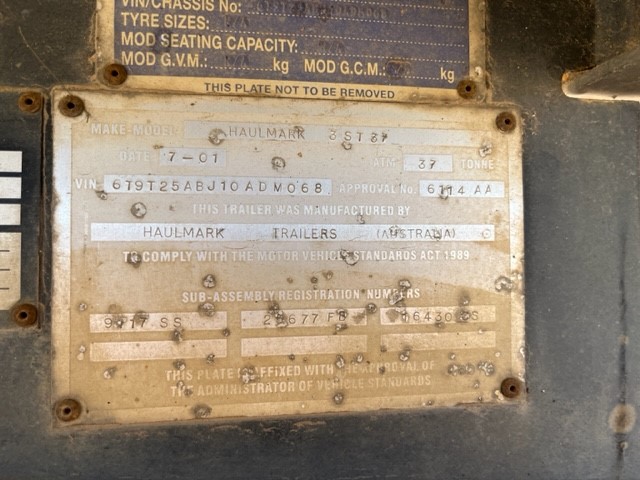 VIN/CHASSIS No:
TYRE SIZES:
MOD SEATING CAPACITY:
MOD G.V.M: kg MOD G.C.M: kg
THIS PLATE NOT TO BE REMOVED
MAKE-MODEL HAULMARK 3ST37
DATE 7-01 ATM 37 TONNE
VIN 6T9T25ABJ10ADM068 APPROVAL No. 6114 AA
THIS TRAILER WAS MANUFACTURED BY
HAULMARK TRAILERS (AUSTRALIA)
TO COMPLY WITH THE MOTOR VEHICLE STANDARDS ACT 1989
SUB-ASSEMBLY REGISTRATION NUMBERS
SS
THIS PLATE IS AFFIXED WITH THE APPROVAL OF
THE ADMINISTRATOR OF VEHICLE STANDARDS